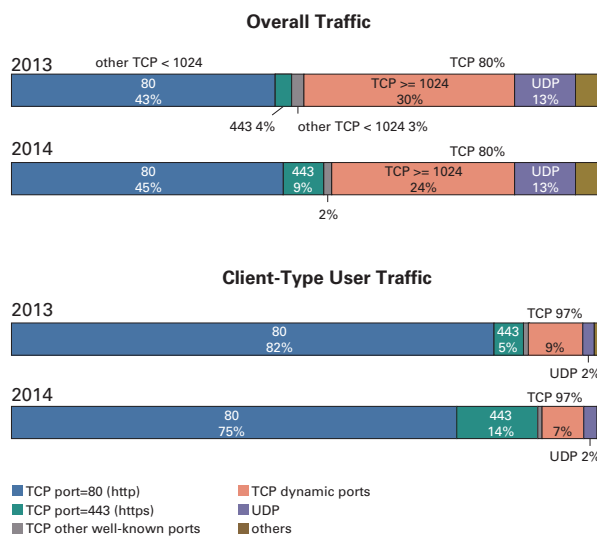 Overall Traffic
2013
other TCP < 1024
TCP 80%
80
43%
TCP >= 1024
30%
UDP
13%
443 4%
other TCP < 1024 3%
2014
TCP 80%
80
45%
443
9%
TCP >= 1024
24%
UDP
13%
2%
Client-Type User Traffic
2013
TCP 97%
80
82%
443
5%
9%
UDP 2%
2014
TCP 97%
80
75%
443
14%
7%
UDP 2%
TCP port=80 (http)
TCP port=443 (https)
TCP other well-known ports
TCP dynamic ports
UDP
others